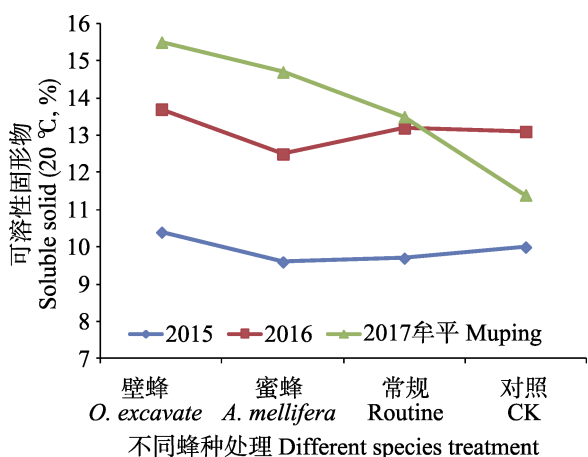 可溶性固形物
Soluble solid (20 ℃, %)
16
15
14
13
12
11
10
9
8
7
2015
2016
2017牟平 Muping
壁蜂 蜜蜂 常规 对照
O. excavate A. mellifera Routine CK
不同蜂种处理 Different species treatment